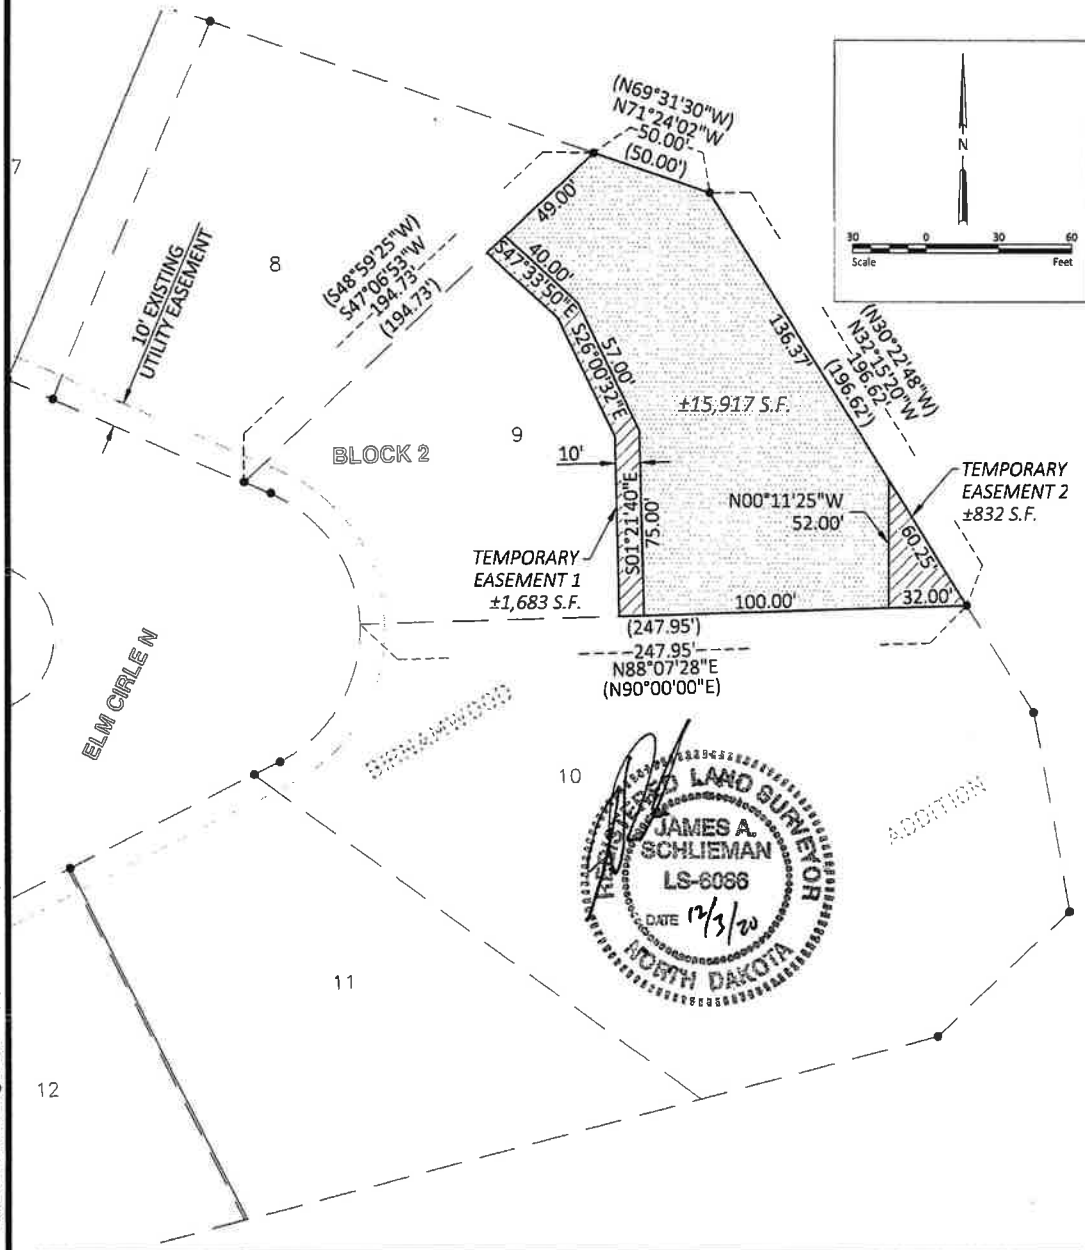 (N69°31'30"W)
N71°24'02"W
50.00'
(50.00')
N
30 0 30 60
Scale Feet
7
10' EXISTING
UTILITY EASEMENT
8
(S48°59'25"W)
S47°06'53"W
194.73'
(194.73')
49.00'
40.00'
S47°33'50"E
57.00'
S26°00'32"E
136.37'
(N30°22'48"W)
N32°15'20"W
196.62'
(196.62')
±15,917 S.F.
BLOCK 2
9
10'
S01°21'40"E
75.00'
N00°11'25"W
52.00'
TEMPORARY
EASEMENT 2
±832 S.F.
60.25'
TEMPORARY
EASEMENT 1
±1,683 S.F.
100.00'
32.00'
(247.95')
247.95'
N88°07'28"E
(N90°00'00"E)
ELM CIRLE N
BIRNAMWOOD
ADDITION
10
REGISTERED LAND SURVEYOR
JAMES A.
SCHLIEMAN
LS-6086
DATE 12/3/20
NORTH DAKOTA
11
12